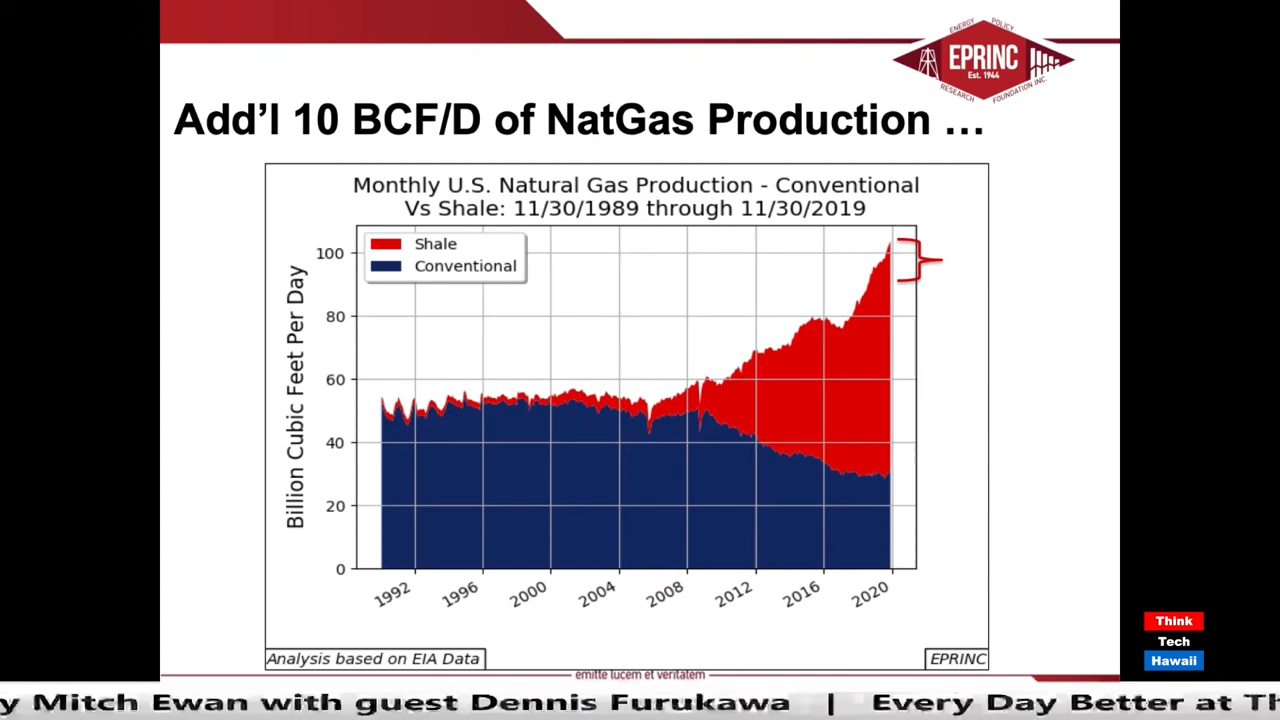 ENERGY POLICY
EPRINC
Est. 1944
RESEARCH FOUNDATION INC.
Add’l 10 BCF/D of NatGas Production …
Monthly U.S. Natural Gas Production - Conventional
Vs Shale: 11/30/1989 through 11/30/2019
Shale
Conventional
Billion Cubic Feet Per Day
100
80
60
40
20
0
1992 1996 2000 2004 2008 2012 2016 2020
Analysis based on EIA Data
EPRINC
emitte lucem et veritatem
Think
Tech
Hawaii
y Mitch Ewan with guest Dennis Furukawa | Every Day Better at Th